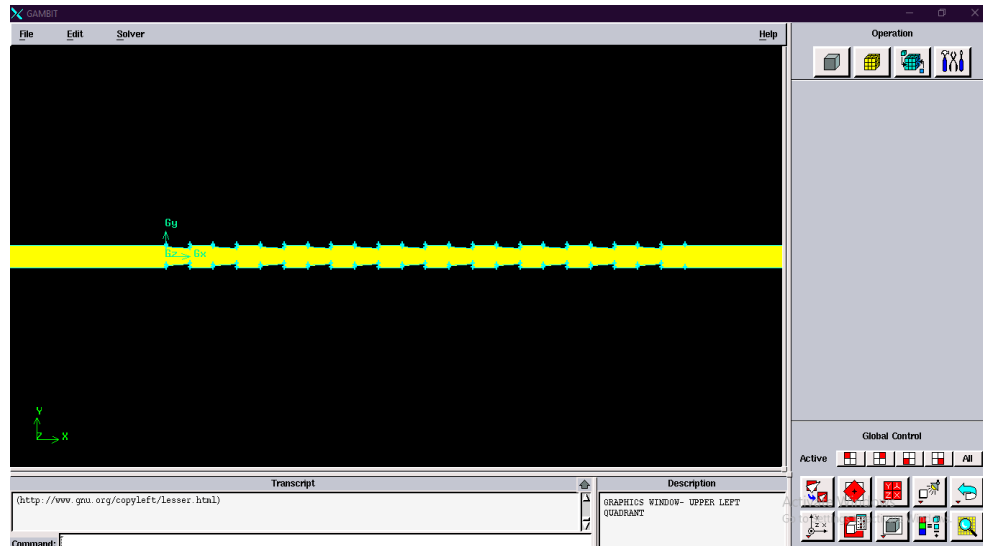 GAMBIT
File Edit Solver Help
Operation
Gy
Gz Gx
Y
Z X
Global Control
Active All
Transcript
(http://www.gnu.org/copyleft/lesser.html)
Command:
Description
GRAPHICS WINDOW- UPPER LEFT
QUADRANT